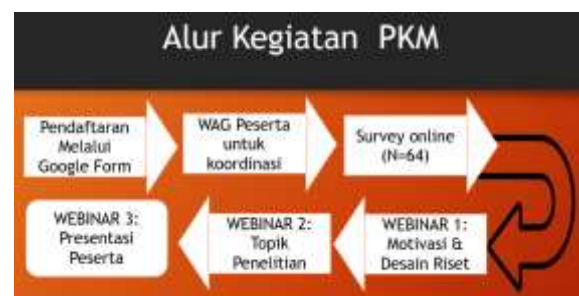 Alur Kegiatan PKM
Pendaftaran
Melalui
Google Form
WAG Peserta
untuk
koordinasi
Survey online
(N=64)
WEBINAR 1:
Motivasi &
Desain Riset
WEBINAR 2:
Topik
Penelitian
WEBINAR 3:
Presentasi
Peserta